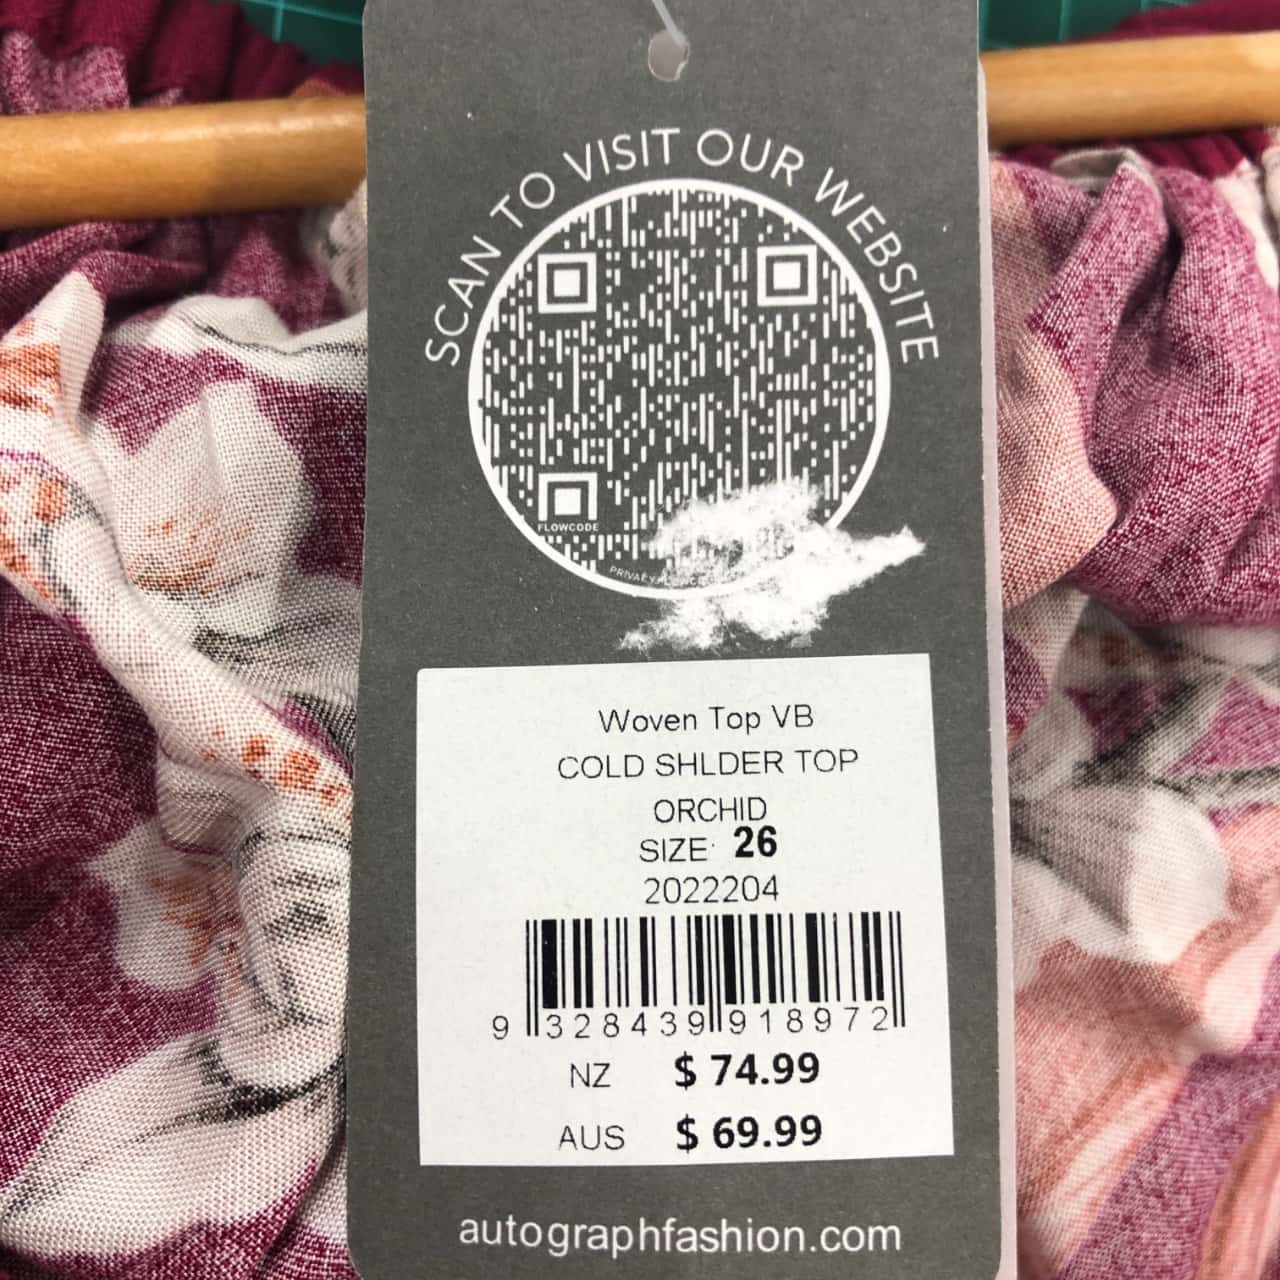 SCAN TO VISIT OUR WEBSITE
FLOWCODE
Woven Top VB
COLD SHLDER TOP
ORCHID
SIZE: 26
2022204
9 328439 918972
NZ $ 74.99
AUS $ 69.99
autographfashion.com